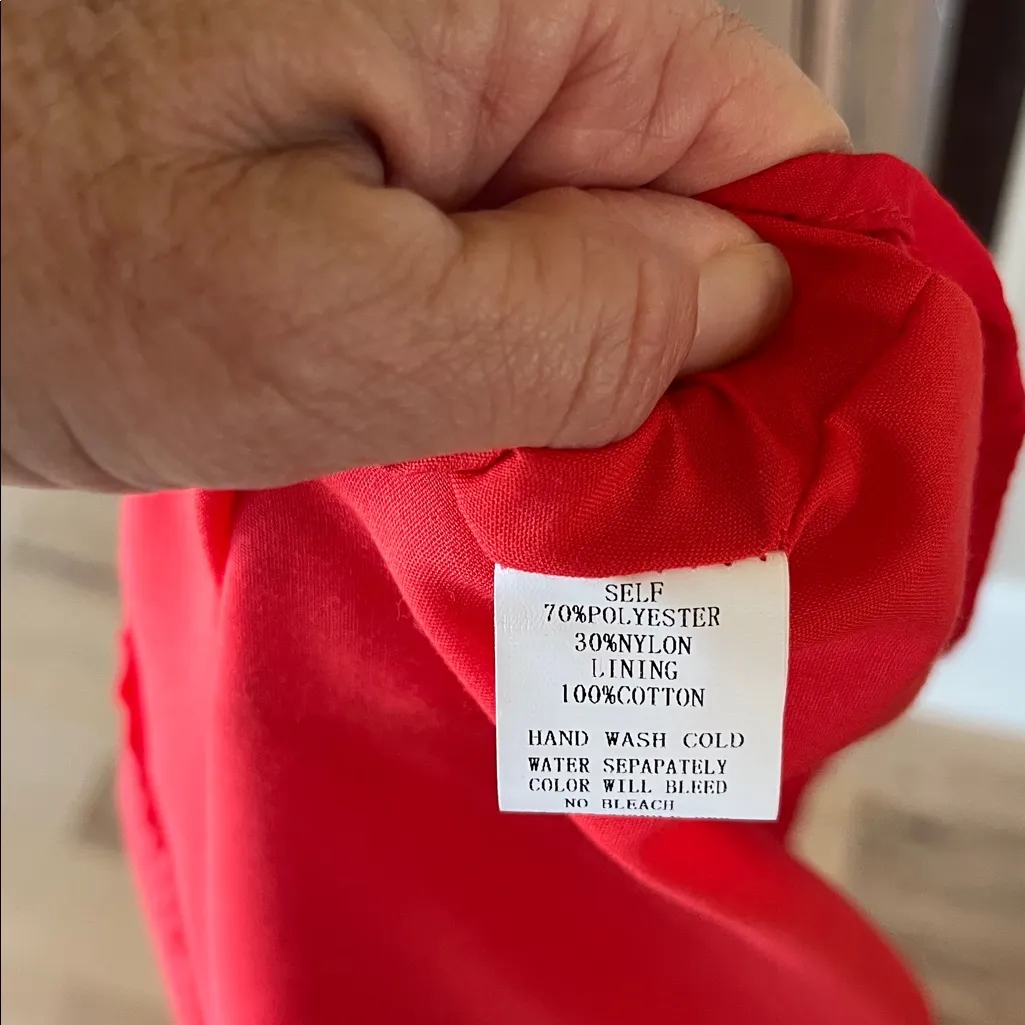 SELF
70%POLYESTER
30%NYLON
LINING
100%COTTON
HAND WASH COLD
WATER SEPAPATELY
COLOR WILL BLEED
NO BLEACH